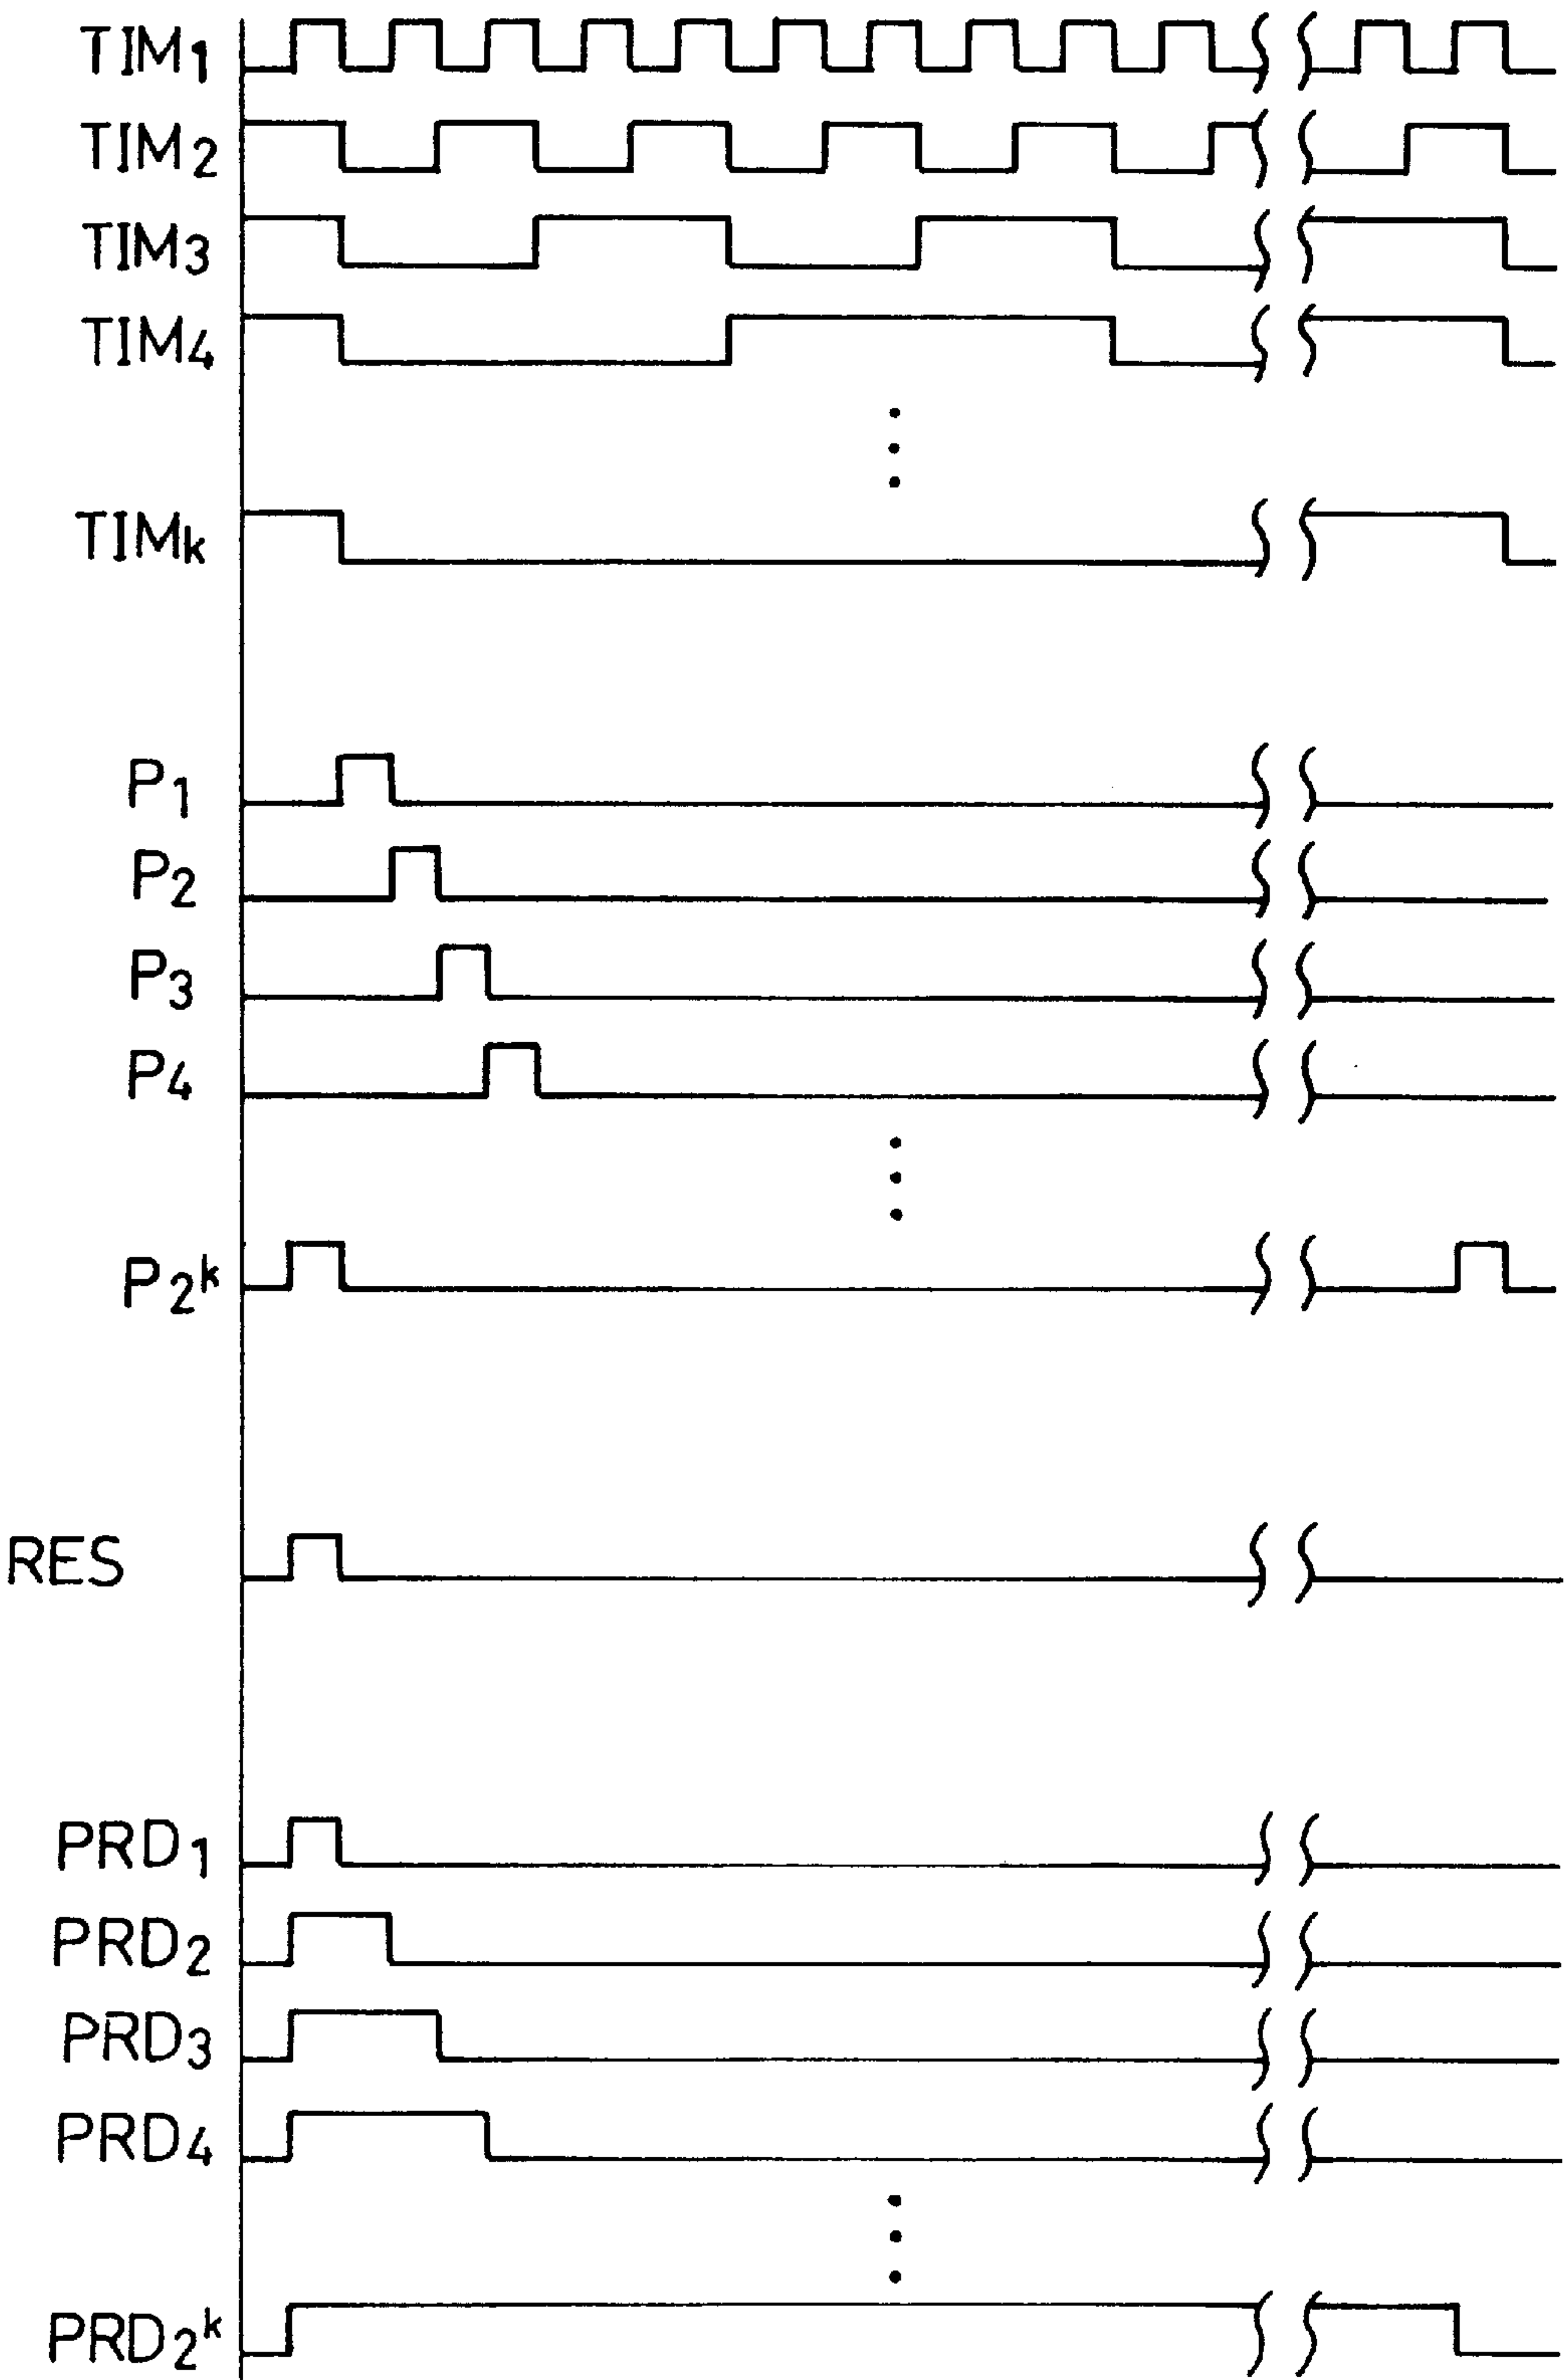 TIM1
TIM2
TIM3
TIM4
TIMk
P1
P2
P3
P4
P2k
RES
PRD1
PRD2
PRD3
PRD4
PRD2k